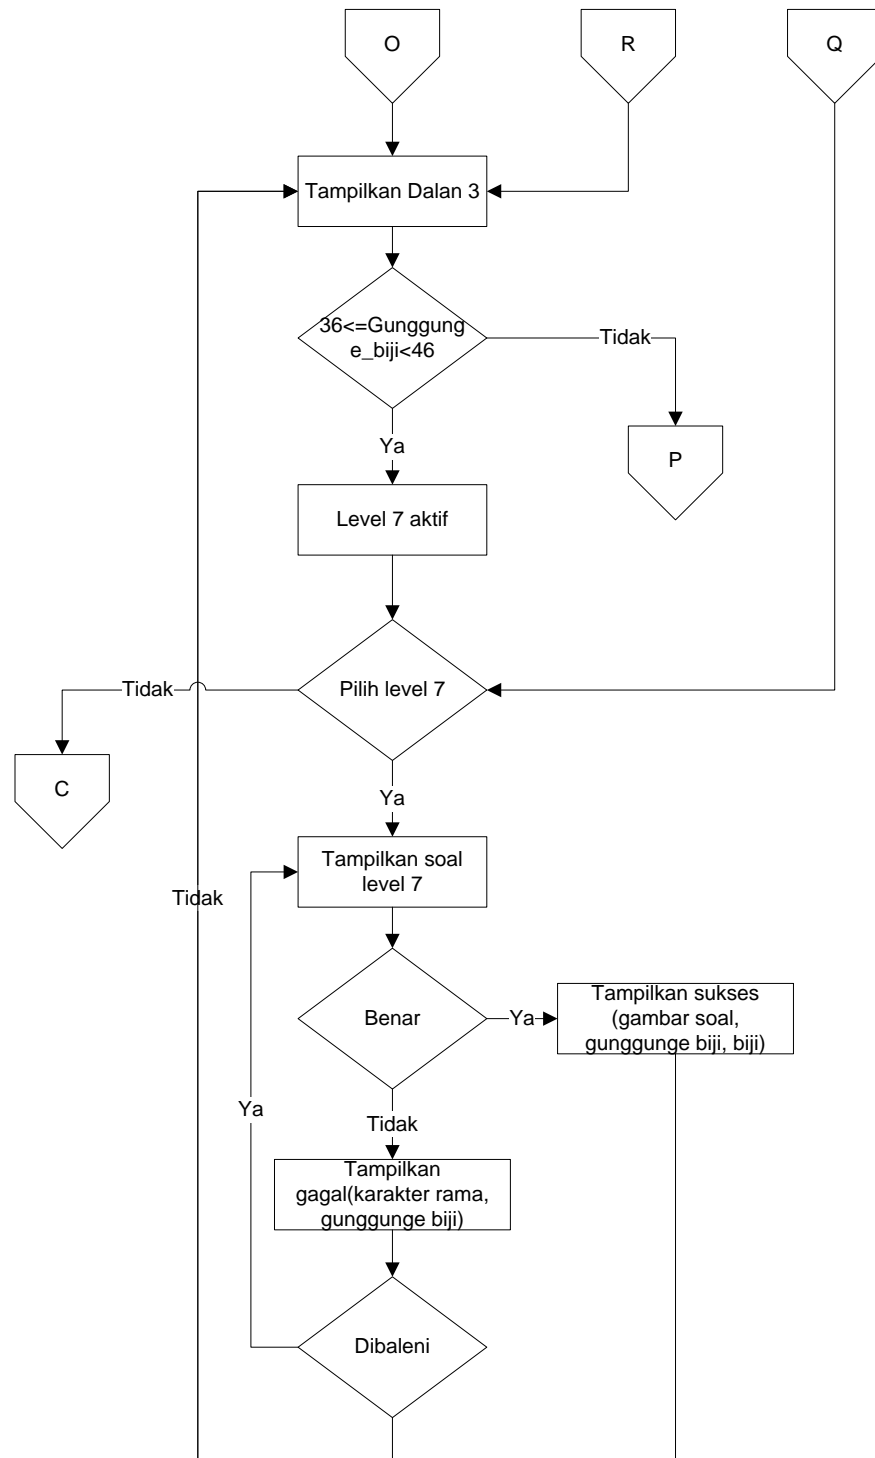 O
R
Q
Tampilkan Dalan 3
36<=Gunggung
e_biji<46
Tidak
P
Ya
Level 7 aktif
Pilih level 7
Tidak
C
Ya
Tampilkan soal
level 7
Tidak
Benar
Ya
Tampilkan sukses
(gambar soal,
gunggunge biji, biji)
Ya
Tidak
Tampilkan
gagal(karakter rama,
gunggunge biji)
Dibaleni